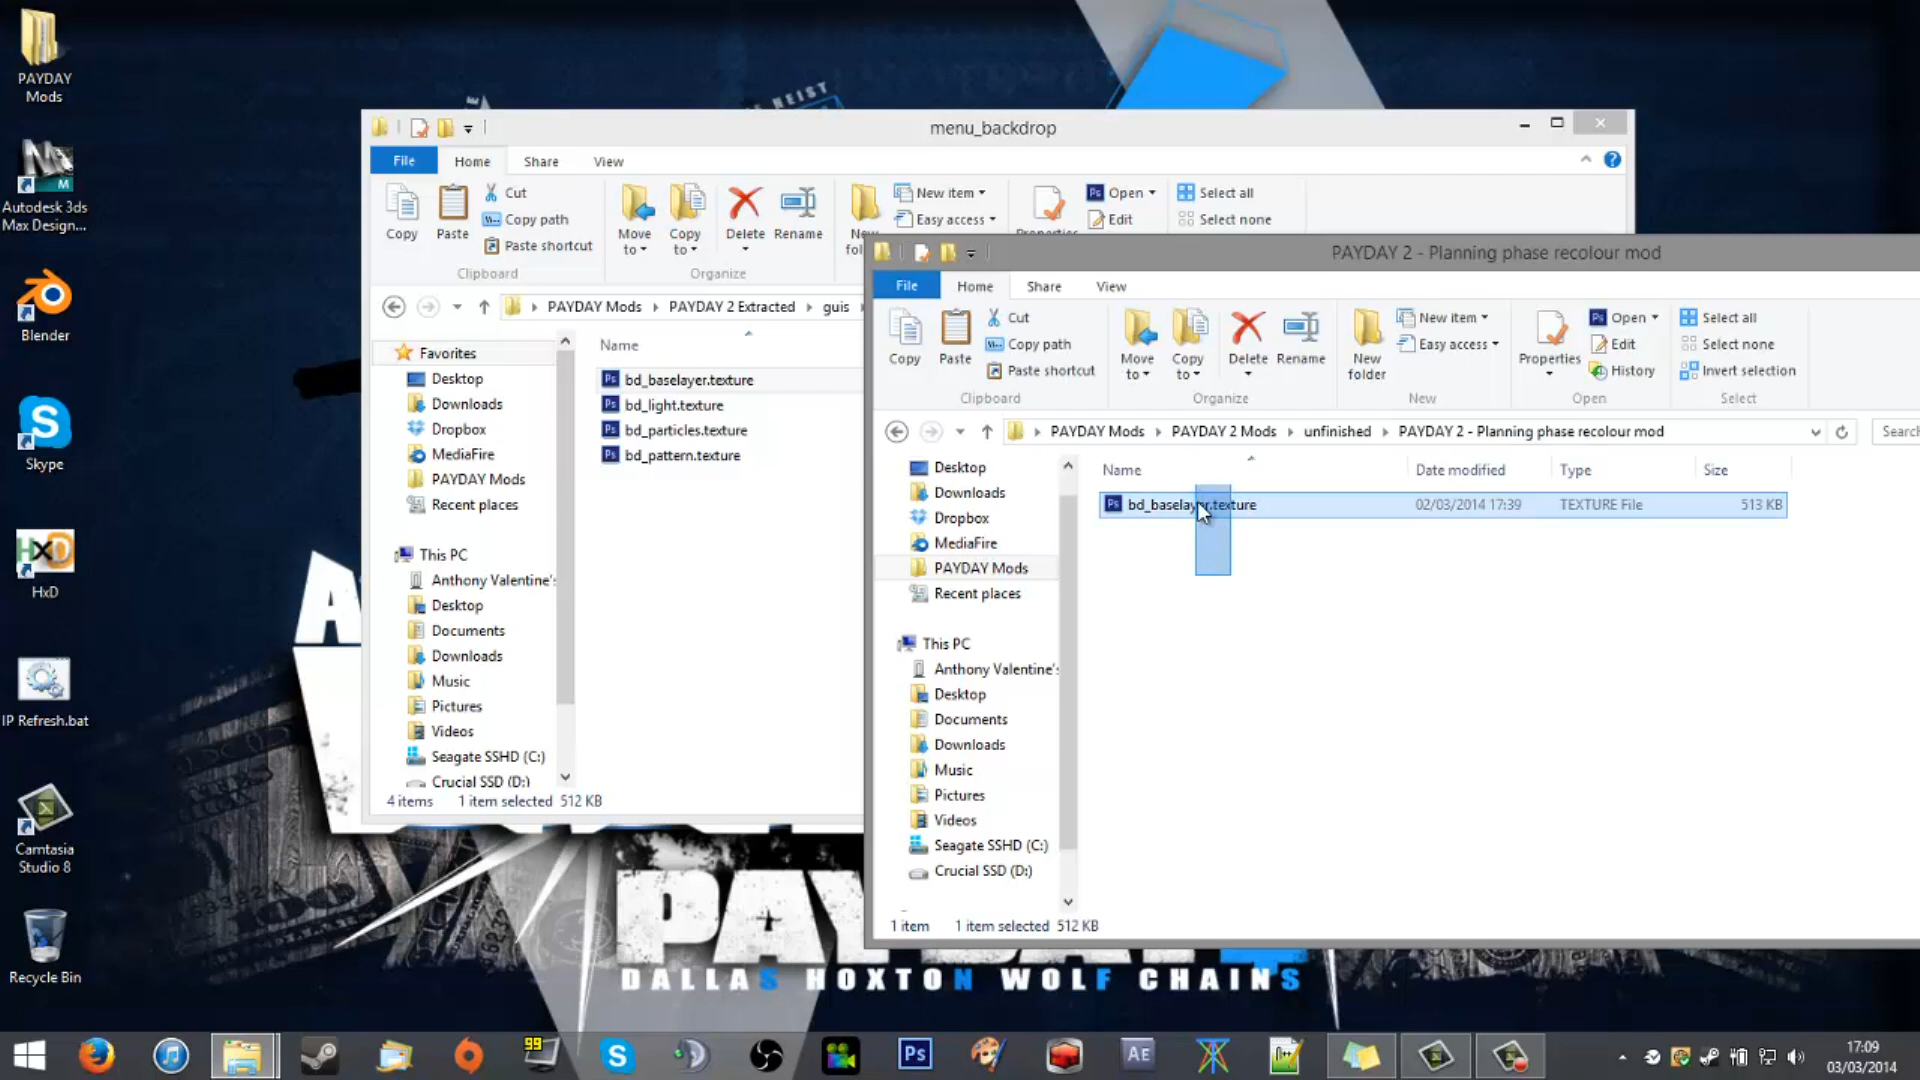 PAYDAY
Mods
Autodesk 3ds
Max Design...
Blender
Skype
HxD
IP Refresh.bat
Camtasia
Studio 8
Recycle Bin
HEIST
menu_backdrop
File
Home
Share
View
Copy
Paste
Cut
Copy path
Paste shortcut
Clipboard
Move
to
Copy
to
Delete
Rename
Organize
New item
Easy access
Open
Edit
Select all
Select none
PAYDAY Mods
PAYDAY 2 Extracted
guis
Name
Favorites
Desktop
Downloads
Dropbox
MediaFire
PAYDAY Mods
Recent places
This PC
Anthony Valentine's
Desktop
Documents
Downloads
Music
Pictures
Videos
Seagate SSHD (C:)
Crucial SSD (D:)
bd_baselayer.texture
bd_light.texture
bd_particles.texture
bd_pattern.texture
4 items 1 item selected 512 KB
PAYDAY 2 - Planning phase recolour mod
File
Home
Share
View
Copy
Paste
Cut
Copy path
Paste shortcut
Clipboard
Move
to
Copy
to
Delete
Rename
Organize
New
folder
New item
Easy access
New
Properties
Open
Edit
History
Open
Select all
Select none
Invert selection
Select
PAYDAY Mods
PAYDAY 2 Mods
unfinished
PAYDAY 2 - Planning phase recolour mod
Search
Name
Date modified
Type
Size
bd_baselayer.texture
02/03/2014 17:39
TEXTURE File
513 KB
Desktop
Downloads
Dropbox
MediaFire
PAYDAY Mods
Recent places
This PC
Anthony Valentine's
Desktop
Documents
Downloads
Music
Pictures
Videos
Seagate SSHD (C:)
Crucial SSD (D:)
1 item 1 item selected 512 KB
DALLAS HOXTON WOLF CHAINS
99
Ps
AE
17:09
03/03/2014